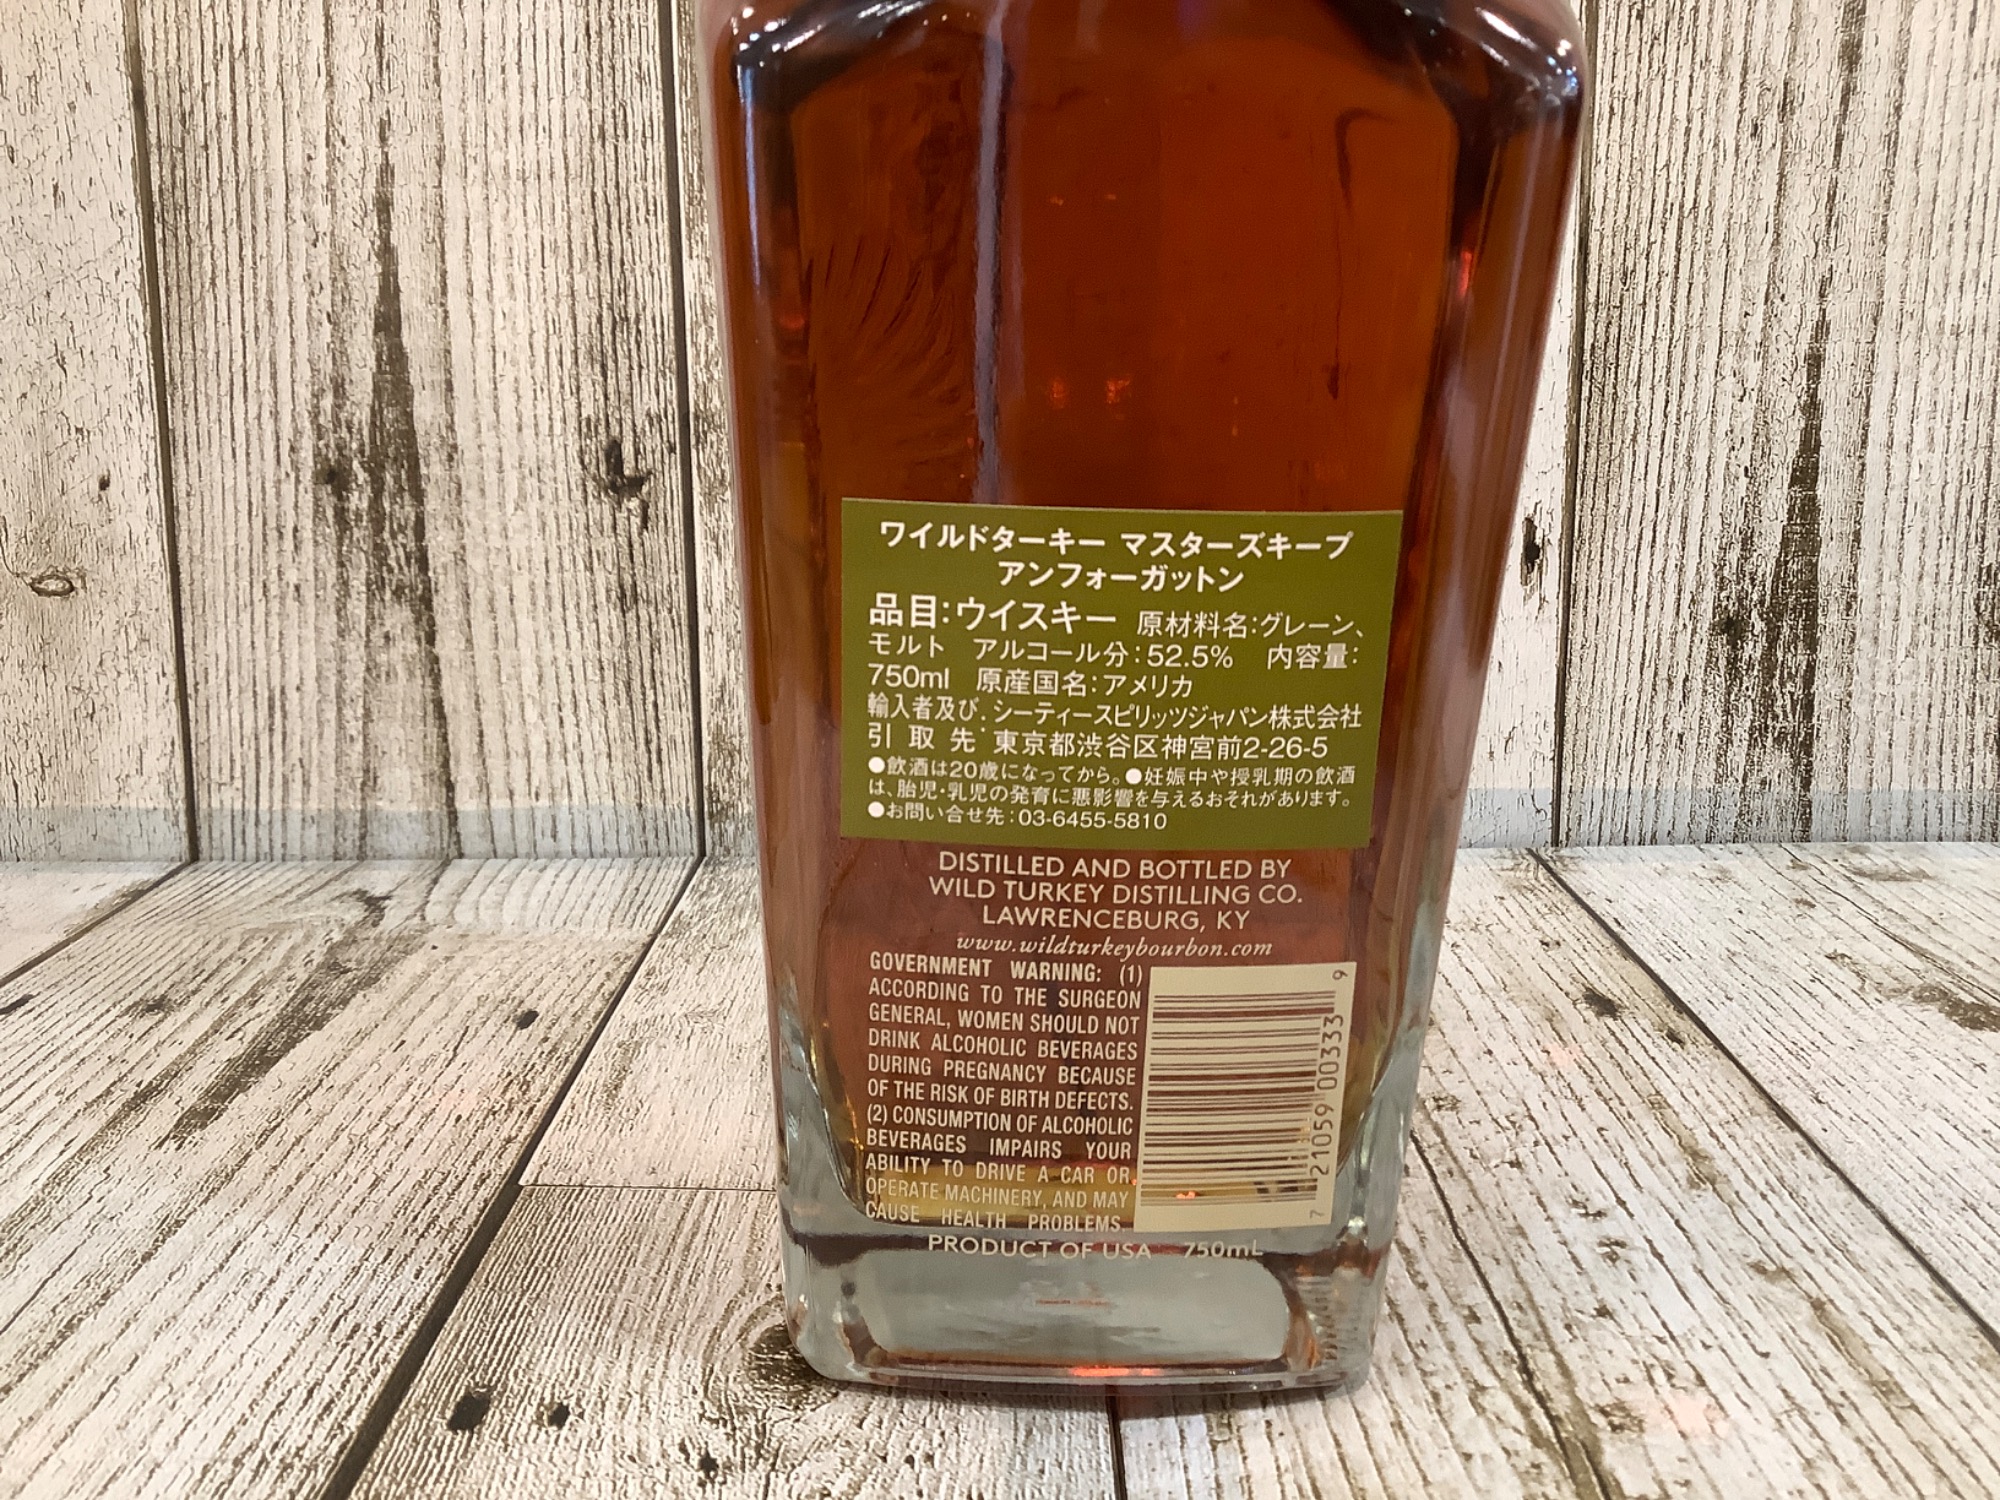 ワイルドターキー マスターズキープ
アンフォーガットン
品目:ウイスキー 原材料名:グレーン、
モルト アルコール分:52.5% 内容量:
750ml 原産国名:アメリカ
輸入者及び シーティースピリッツジャパン株式会社
引取先:東京都渋谷区神宮前2-26-5
●飲酒は20歳になってから。●妊娠中や授乳期の飲酒
は、胎児・乳児の発育に悪影響を与えるおそれがあります。
●お問い合せ先:03-6455-5810
DISTILLED AND BOTTLED BY
WILD TURKEY DISTILLING CO.
LAWRENCEBURG, KY
www.wildturkeybourbon.com
GOVERNMENT WARNING: (1)
ACCORDING TO THE SURGEON
GENERAL, WOMEN SHOULD NOT
DRINK ALCOHOLIC BEVERAGES
DURING PREGNANCY BECAUSE
OF THE RISK OF BIRTH DEFECTS.
(2) CONSUMPTION OF ALCOHOLIC
BEVERAGES IMPAIRS YOUR
ABILITY TO DRIVE A CAR OR
OPERATE MACHINERY, AND MAY
CAUSE HEALTH PROBLEMS.
7 21059 00333 9
PRODUCT OF USA 750mL